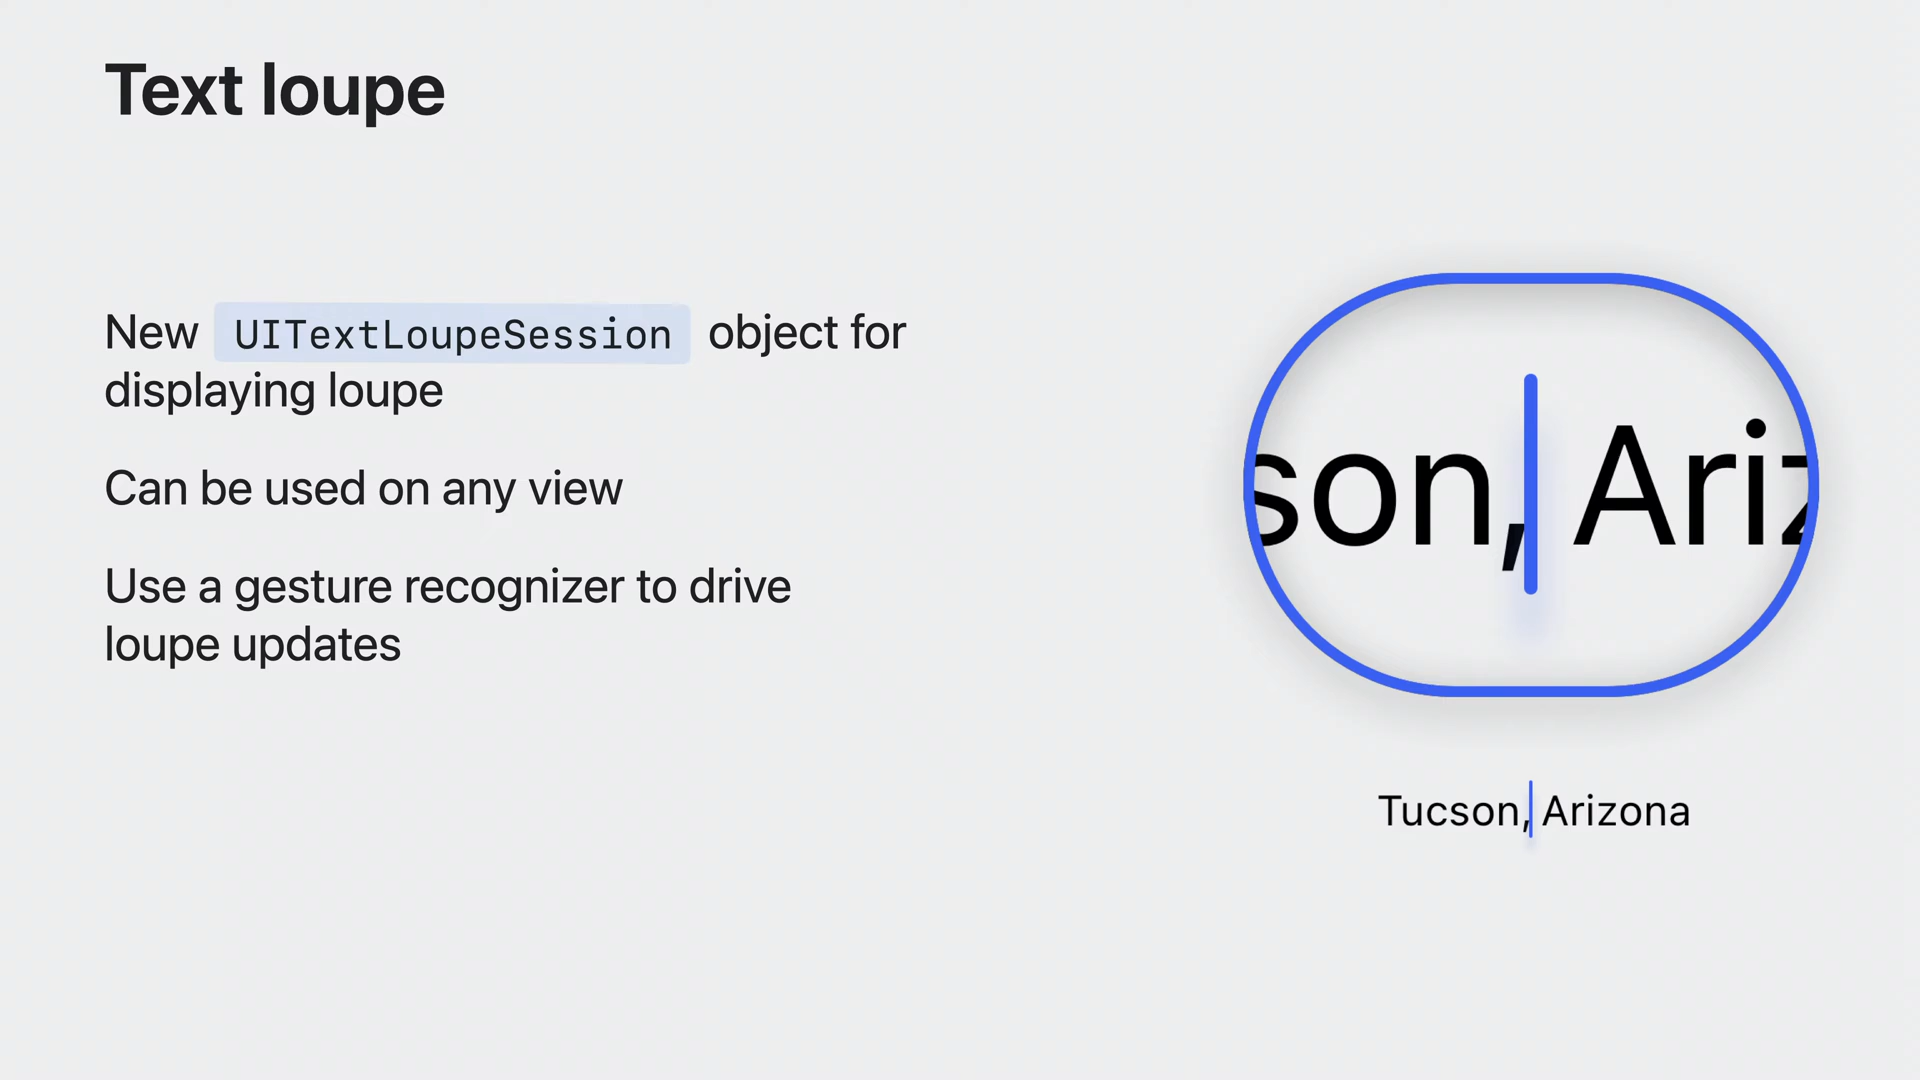 Text loupe
New UITextLoupeSession object for
displaying loupe
Can be used on any view
Use a gesture recognizer to drive
loupe updates
son, Ariz
Tucson, Arizona